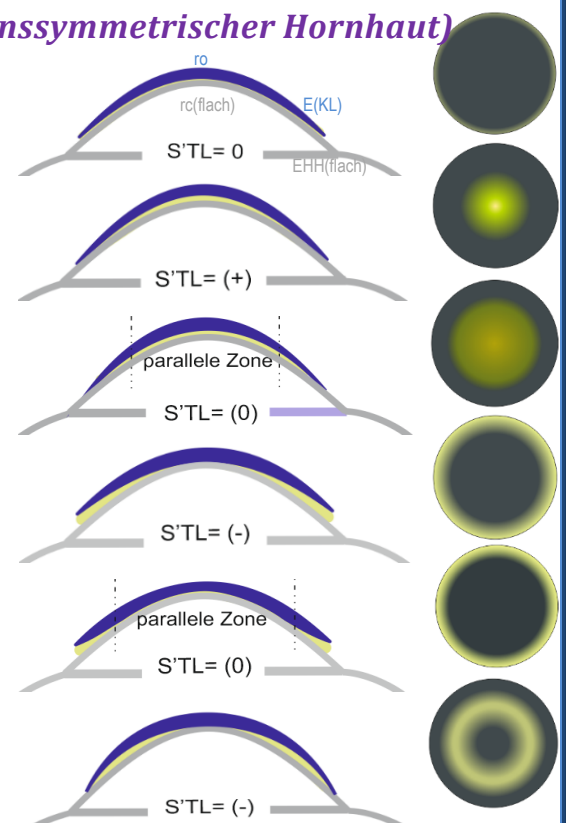 nssymmetrischer Hornhaut)
ro
rc(flach)
E(KL)
S'TL= 0
EHH(flach)
S'TL= (+)
parallele Zone
S'TL= (0)
S'TL= (-)
parallele Zone
S'TL= (0)
S'TL= (-)